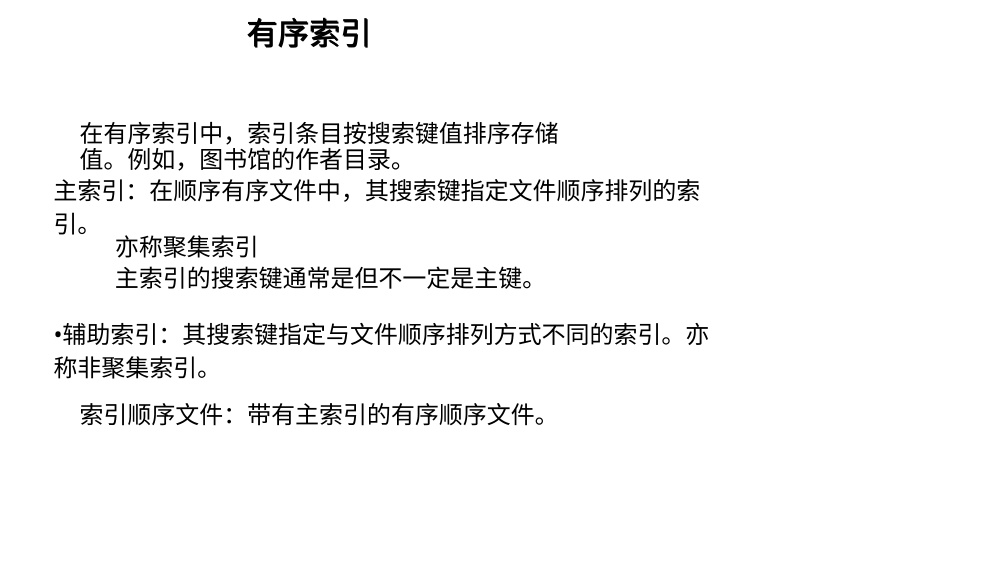 有序索引
在有序索引中，索引条目按搜索键值排序存储
值。例如，图书馆的作者目录。
主索引：在顺序有序文件中，其搜索键指定文件顺序排列的索
引。
亦称聚集索引
主索引的搜索键通常是但不一定是主键。
•辅助索引：其搜索键指定与文件顺序排列方式不同的索引。亦
称非聚集索引。
索引顺序文件：带有主索引的有序顺序文件。